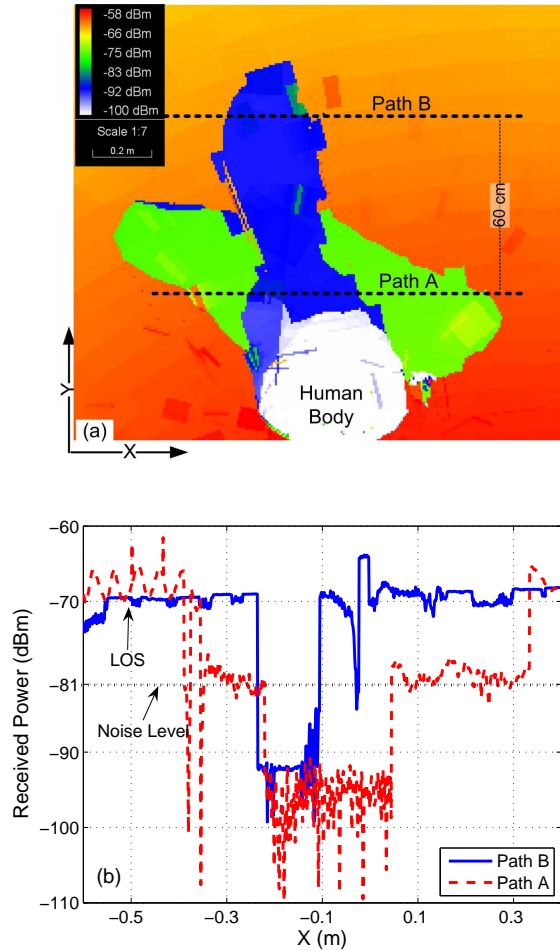 -58 dBm
-66 dBm
-75 dBm
-83 dBm
-92 dBm
-100 dBm
Scale 1:7
0.2 m
Path B
60 cm
Path A
Human
Body
Y
X
(a)
−60
−70
−81
−90
−100
−110
Received Power (dBm)
LOS
Noise Level
(b)
Path B
Path A
−0.5
−0.3
−0.1
0.1
0.3
X (m)